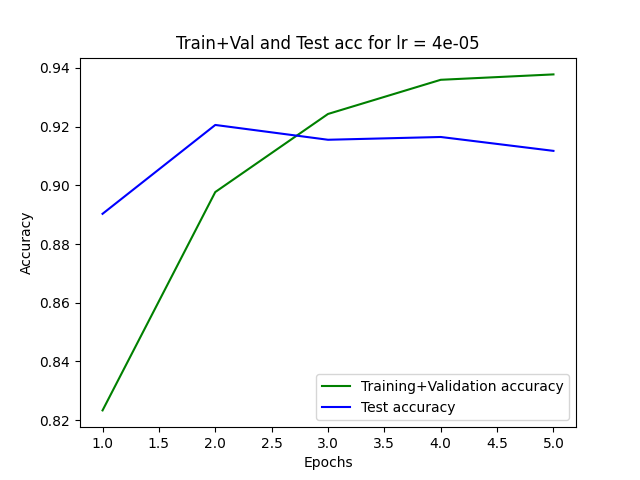 Train+Val and Test acc for lr = 4e-05
0.94
0.92
0.90
0.88
0.86
0.84
0.82
Accuracy
Training+Validation accuracy
Test accuracy
1.0 1.5 2.0 2.5 3.0 3.5 4.0 4.5 5.0
Epochs